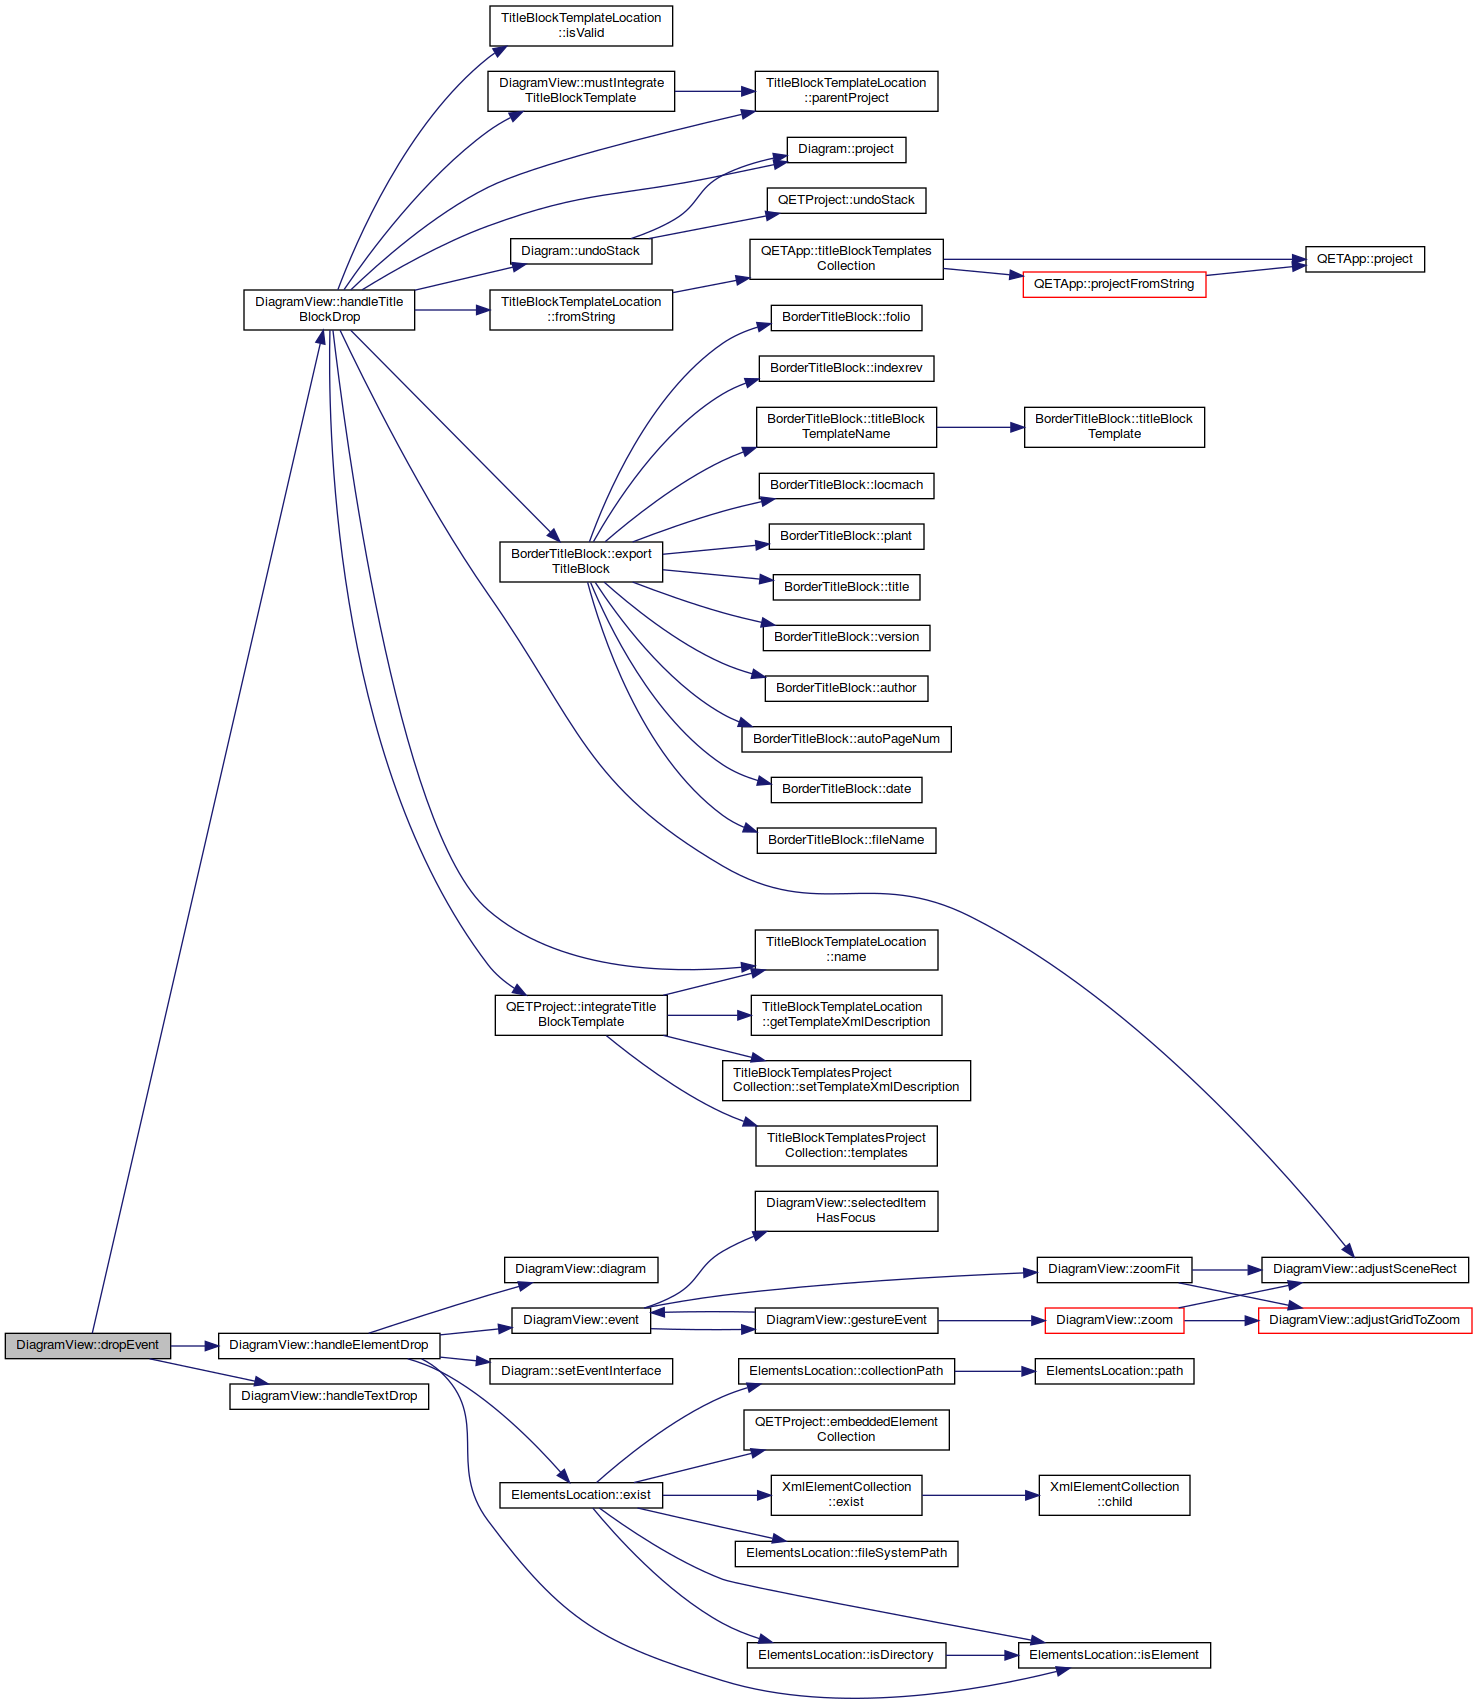 TitleBlockTemplateLocation
::isValid
DiagramView::mustIntegrate
TitleBlockTemplate
TitleBlockTemplateLocation
::parentProject
Diagram::project
QETProject::undoStack
Diagram::undoStack
QETApp::titleBlockTemplates
Collection
QETApp::project
QETApp::projectFromString
DiagramView::handleTitle
BlockDrop
TitleBlockTemplateLocation
::fromString
BorderTitleBlock::folio
BorderTitleBlock::indexrev
BorderTitleBlock::titleBlock
TemplateName
BorderTitleBlock::titleBlock
Template
BorderTitleBlock::locmach
BorderTitleBlock::plant
BorderTitleBlock::export
TitleBlock
BorderTitleBlock::title
BorderTitleBlock::version
BorderTitleBlock::author
BorderTitleBlock::autoPageNum
BorderTitleBlock::date
BorderTitleBlock::fileName
TitleBlockTemplateLocation
::name
QETProject::integrateTitle
BlockTemplate
TitleBlockTemplateLocation
::getTemplateXmlDescription
TitleBlockTemplatesProject
Collection::setTemplateXmlDescription
TitleBlockTemplatesProject
Collection::templates
DiagramView::selectedItem
HasFocus
DiagramView::diagram
DiagramView::zoomFit
DiagramView::adjustSceneRect
DiagramView::event
DiagramView::gestureEvent
DiagramView::zoom
DiagramView::adjustGridToZoom
DiagramView::dropEvent
DiagramView::handleElementDrop
Diagram::setEventInterface
ElementsLocation::collectionPath
ElementsLocation::path
DiagramView::handleTextDrop
QETProject::embeddedElement
Collection
ElementsLocation::exist
XmlElementCollection
::exist
XmlElementCollection
::child
ElementsLocation::fileSystemPath
ElementsLocation::isDirectory
ElementsLocation::isElement